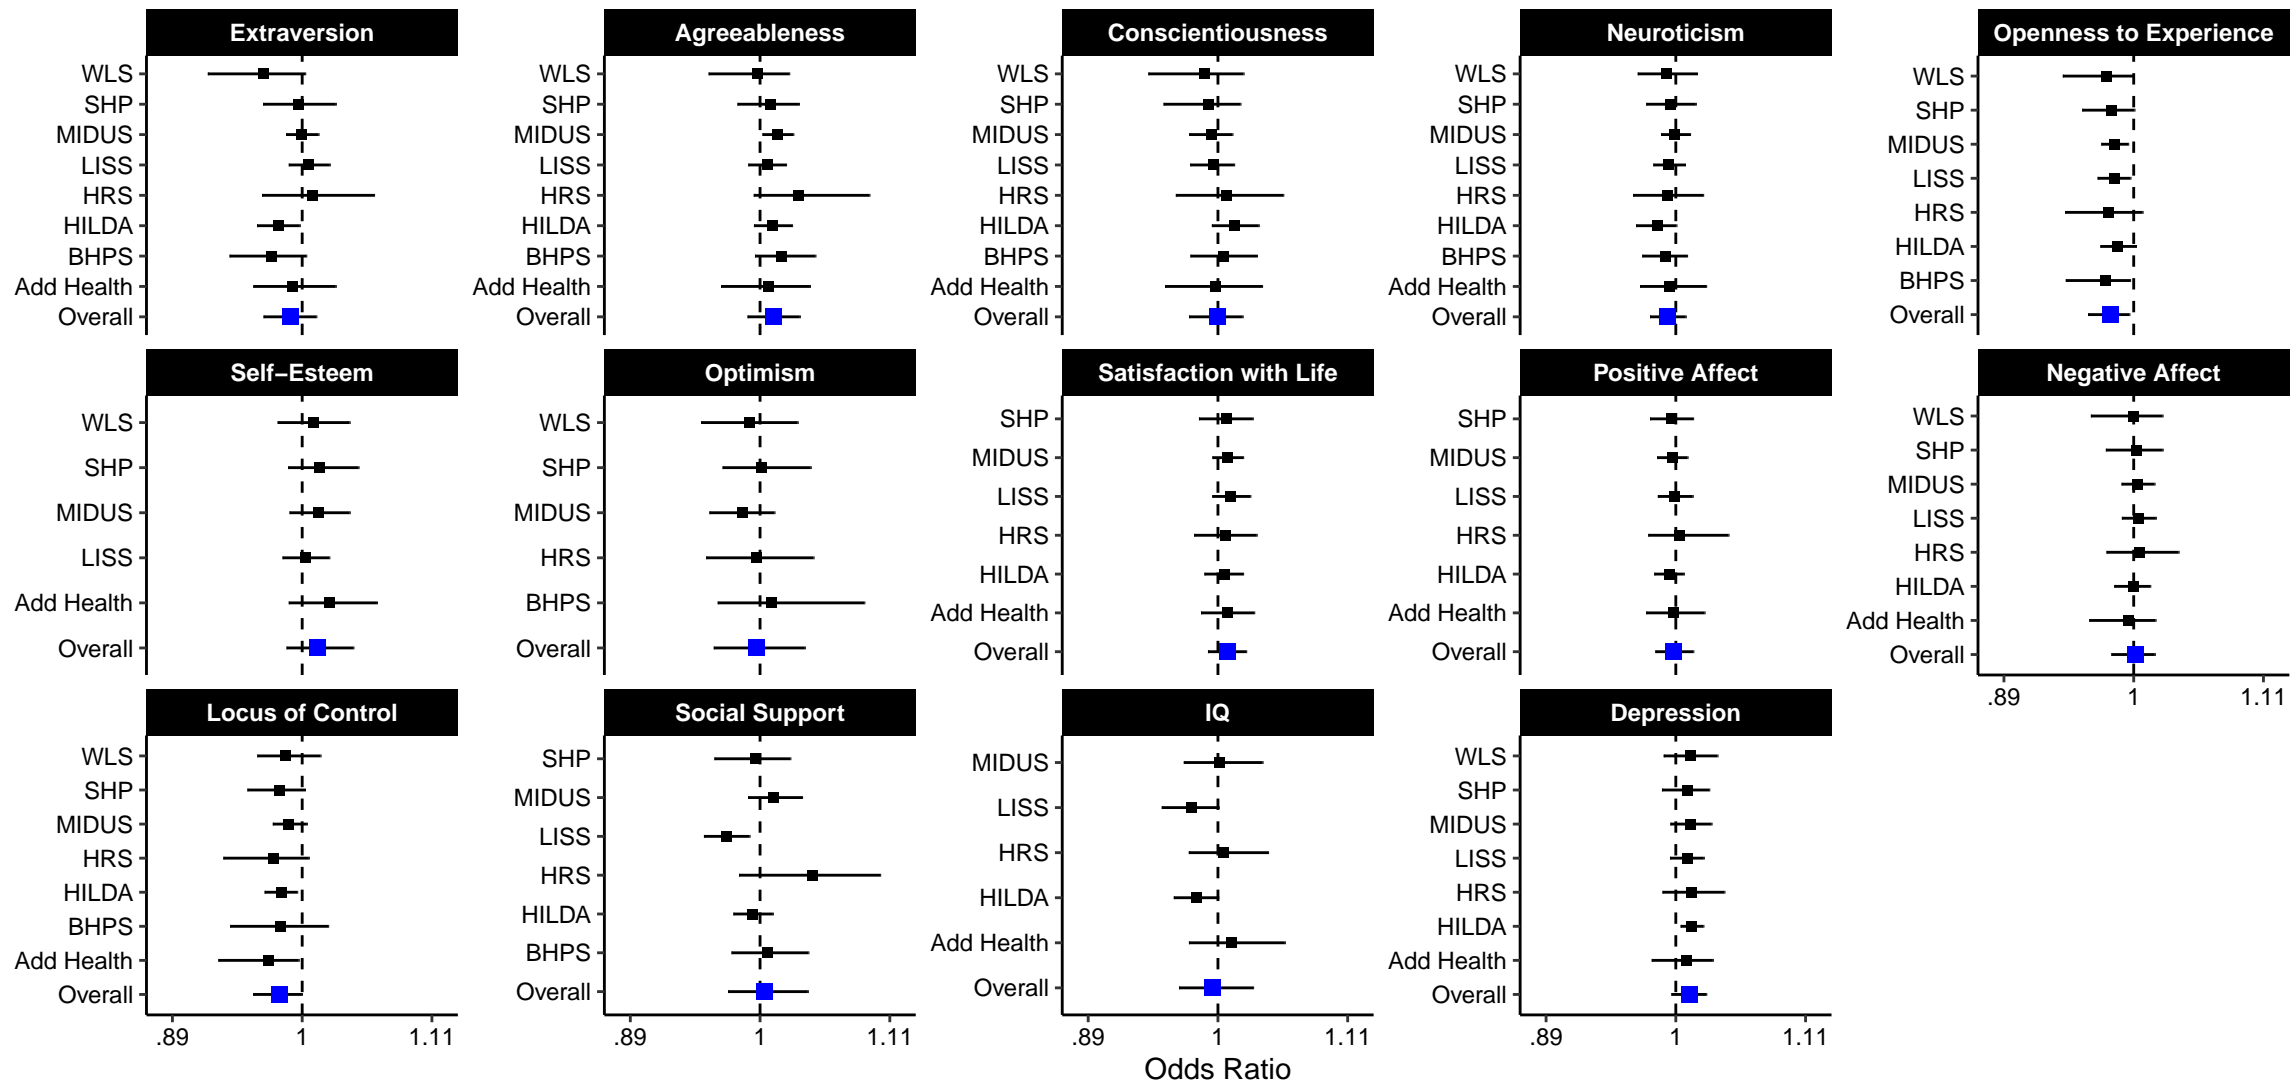 Extraversion
WLS
SHP
MIDUS
LISS
HRS
HILDA
BHPS
Add Health
Overall
Agreeableness
WLS
SHP
MIDUS
LISS
HRS
HILDA
BHPS
Add Health
Overall
Conscientiousness
WLS
SHP
MIDUS
LISS
HRS
HILDA
BHPS
Add Health
Overall
Neuroticism
WLS
SHP
MIDUS
LISS
HRS
HILDA
BHPS
Add Health
Overall
Openness to Experience
WLS
SHP
MIDUS
LISS
HRS
HILDA
BHPS
Overall
Self−Esteem
WLS
SHP
MIDUS
LISS
Add Health
Overall
Optimism
WLS
SHP
MIDUS
HRS
BHPS
Overall
Satisfaction with Life
SHP
MIDUS
LISS
HRS
HILDA
Add Health
Overall
Positive Affect
SHP
MIDUS
LISS
HRS
HILDA
Add Health
Overall
Negative Affect
WLS
SHP
MIDUS
LISS
HRS
HILDA
Add Health
Overall
.89 1 1.11
Locus of Control
WLS
SHP
MIDUS
HRS
HILDA
BHPS
Add Health
Overall
.89 1 1.11
Social Support
SHP
MIDUS
LISS
HRS
HILDA
BHPS
Overall
.89 1 1.11
IQ
MIDUS
LISS
HRS
HILDA
Add Health
Overall
.89 1 1.11
Depression
WLS
SHP
MIDUS
LISS
HRS
HILDA
Add Health
Overall
.89 1 1.11
Odds Ratio